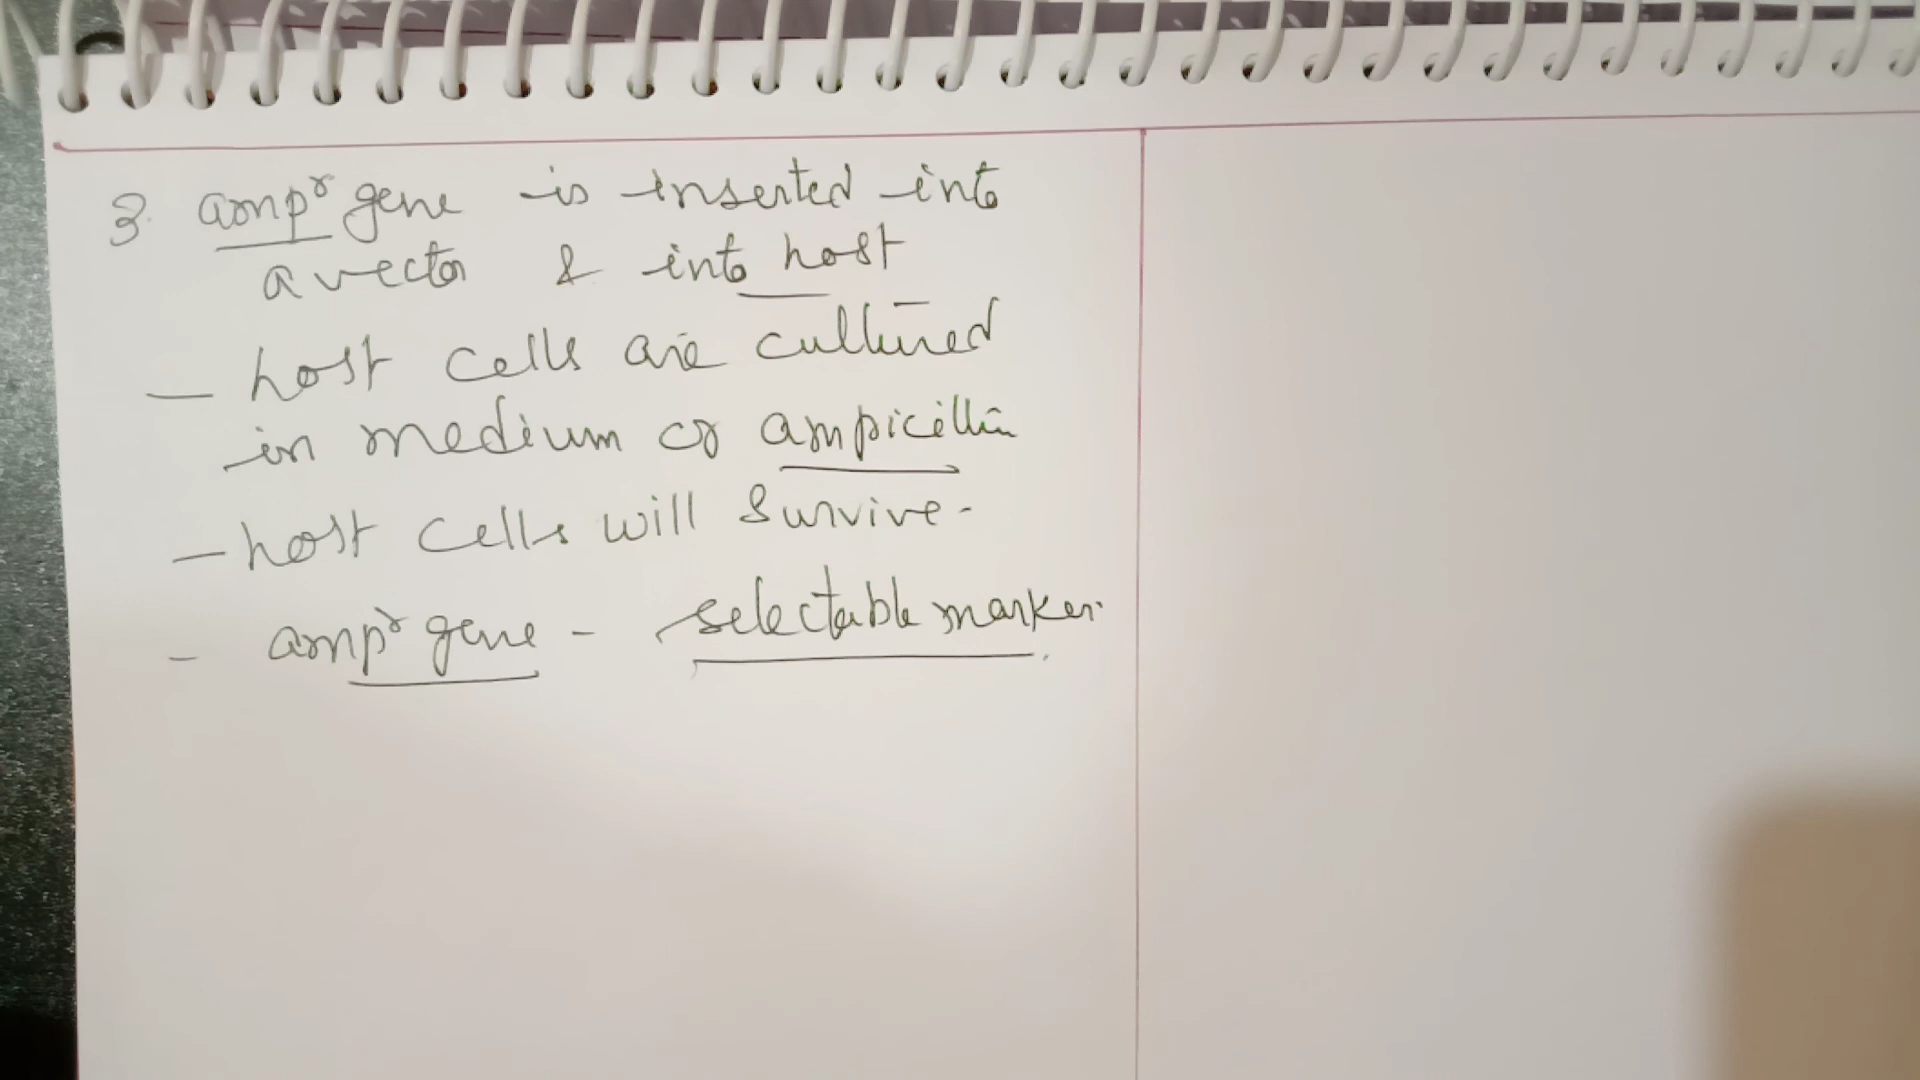 3. ampʳ gene is inserted into
a vector & into host
- host cells are cultured
in medium of ampicillin
- host cells will survive.
- ampʳ gene - selectable marker.